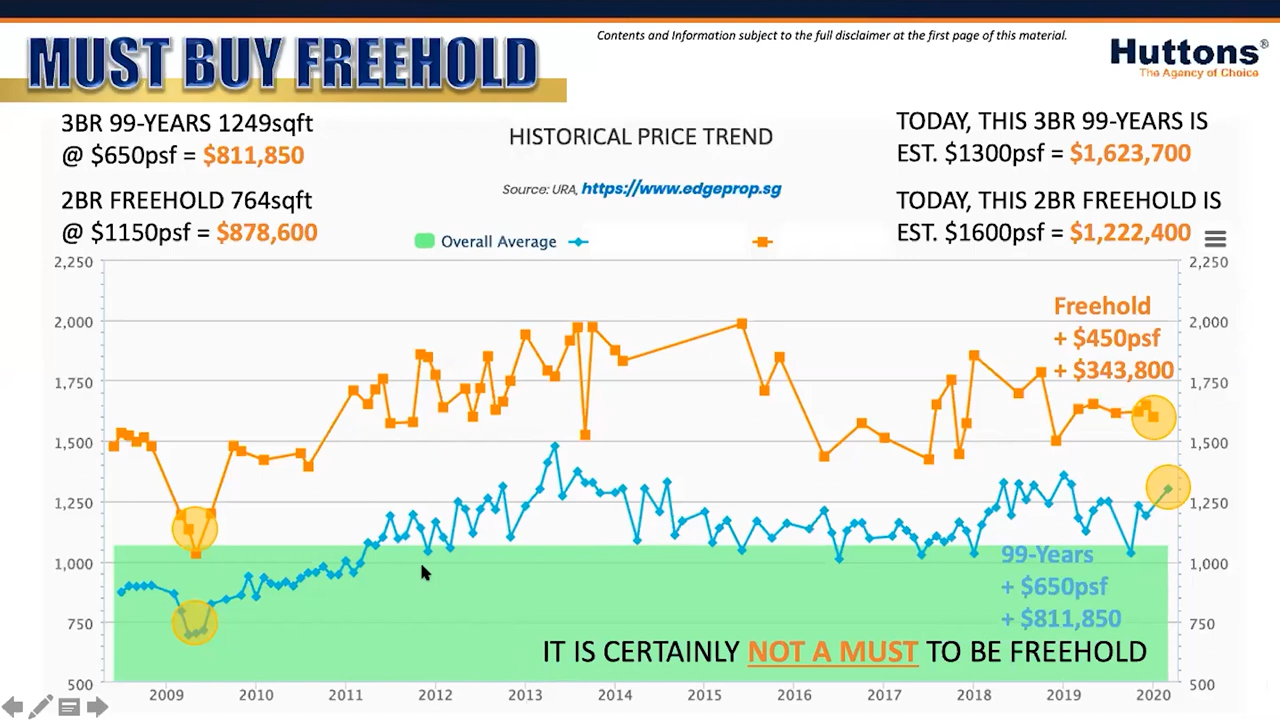 Contents and Information subject to the full disclaimer at the first page of this material.
MUST BUY FREEHOLD
Huttons®
The Agency of Choice
3BR 99-YEARS 1249sqft
@ $650psf = $811,850
2BR FREEHOLD 764sqft
@ $1150psf = $878,600
HISTORICAL PRICE TREND
Source: URA, https://www.edgeprop.sg
TODAY, THIS 3BR 99-YEARS IS
EST. $1300psf = $1,623,700
TODAY, THIS 2BR FREEHOLD IS
EST. $1600psf = $1,222,400
Overall Average
2,250
2,000
1,750
1,500
1,250
1,000
750
500
2,250
2,000
1,750
1,500
1,250
1,000
750
500
Freehold
+ $450psf
+ $343,800
99-Years
+ $650psf
+ $811,850
IT IS CERTAINLY NOT A MUST TO BE FREEHOLD
2009 2010 2011 2012 2013 2014 2015 2016 2017 2018 2019 2020